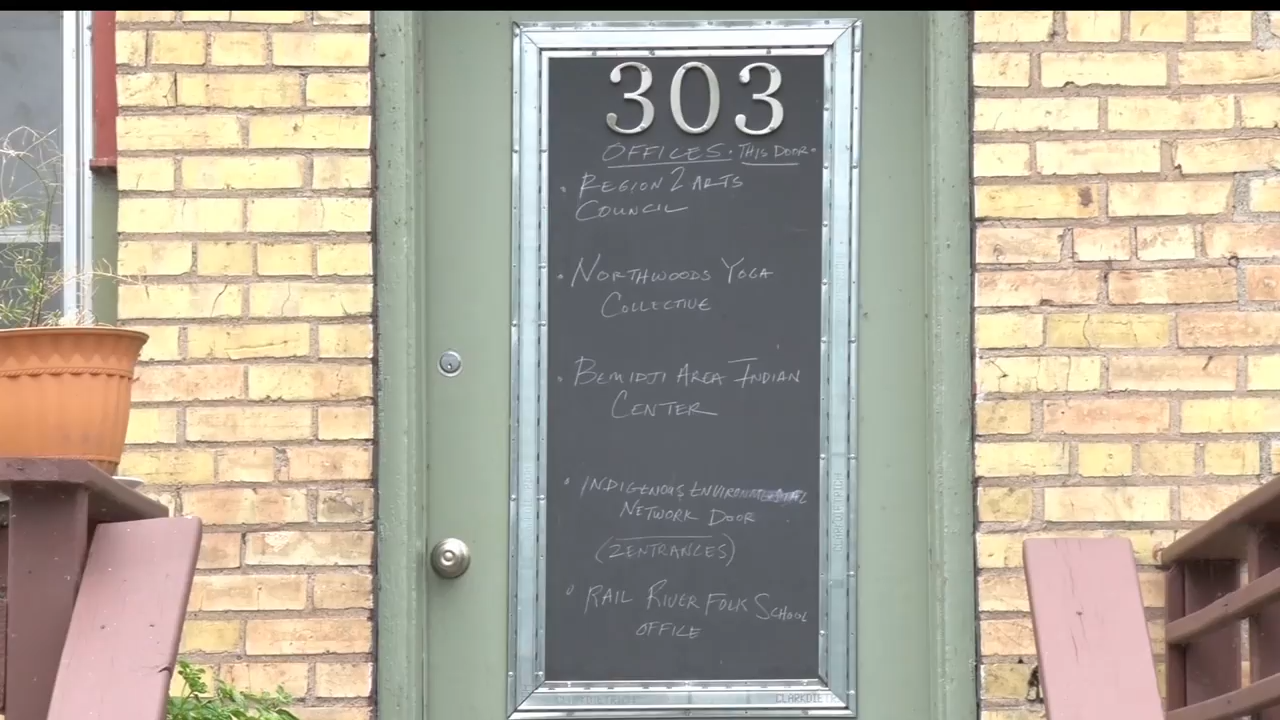 303
OFFICES • THIS DOOR •
• REGION 2 ARTS
COUNCIL
• NORTHWOODS YOGA
COLLECTIVE
• BEMIDJI AREA INDIAN
CENTER
• INDIGENOUS ENVIRONMENTAL
NETWORK DOOR
(2 ENTRANCES)
• RAIL RIVER FOLK SCHOOL
OFFICE
CLARKDIETRICH